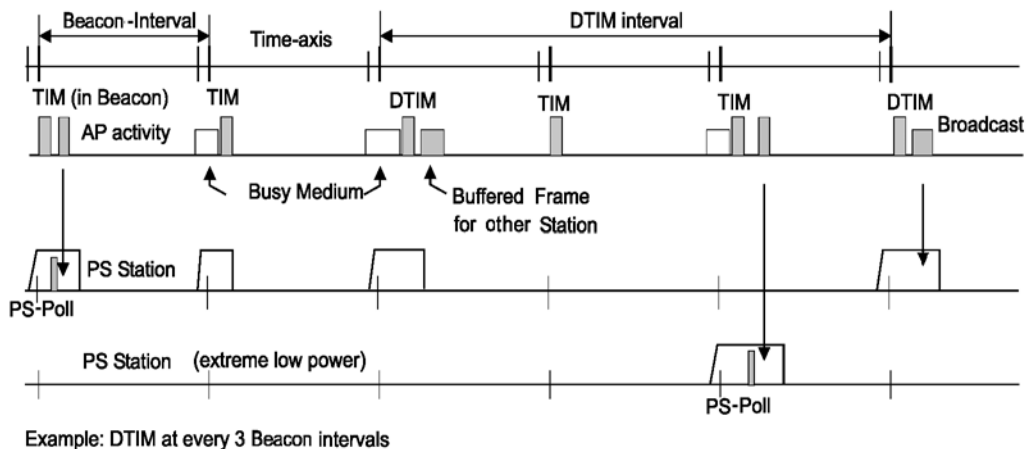 Beacon-Interval
DTIM interval
Time-axis
TIM (in Beacon)
TIM
DTIM
TIM
TIM
DTIM
AP activity
Broadcast
Busy Medium
Buffered Frame
for other Station
PS Station
PS-Poll
PS Station (extreme low power)
PS-Poll
Example: DTIM at every 3 Beacon intervals